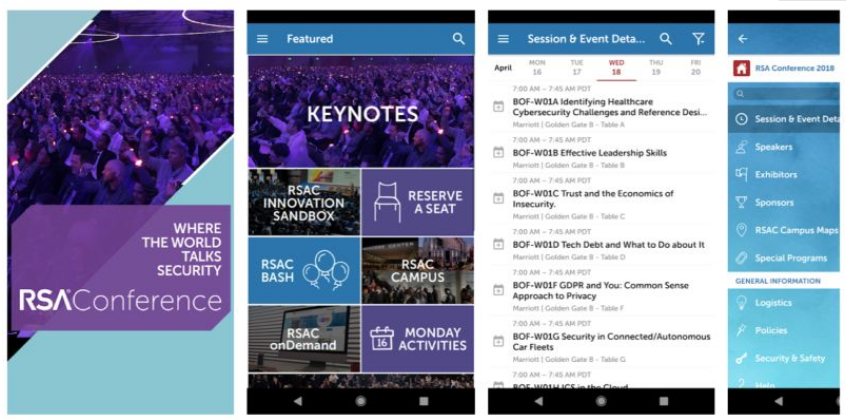 WHERE
THE WORLD
TALKS
SECURITY
RSAConference
Featured
KEYNOTES
RSAC
INNOVATION
SANDBOX
RESERVE
A SEAT
RSAC
BASH
RSAC
CAMPUS
RSAC
onDemand
16
MONDAY
ACTIVITIES
Session & Event Deta...
April
MON
16
TUE
17
WED
18
THU
19
FRI
20
7:00 AM – 7:45 AM PDT
BOF-W01A Identifying Healthcare
Cybersecurity Challenges and Reference Desi...
Marriott | Golden Gate B - Table A
7:00 AM – 7:45 AM PDT
BOF-W01B Effective Leadership Skills
Marriott | Golden Gate B - Table B
7:00 AM – 7:45 AM PDT
BOF-W01C Trust and the Economics of
Insecurity.
Marriott | Golden Gate B - Table C
7:00 AM – 7:45 AM PDT
BOF-W01D Tech Debt and What to Do about It
Marriott | Golden Gate B - Table D
7:00 AM – 7:45 AM PDT
BOF-W01F GDPR and You: Common Sense
Approach to Privacy
Marriott | Golden Gate B - Table F
7:00 AM – 7:45 AM PDT
BOF-W01G Security in Connected/Autonomous
Car Fleets
Marriott | Golden Gate B - Table G
7:00 AM – 7:45 AM PDT
BOF-W01H ICS in the Cloud
RSA Conference 2018
Session & Event Deta
Speakers
Exhibitors
Sponsors
RSAC Campus Maps
Special Programs
GENERAL INFORMATION
Logistics
Policies
Security & Safety
Help